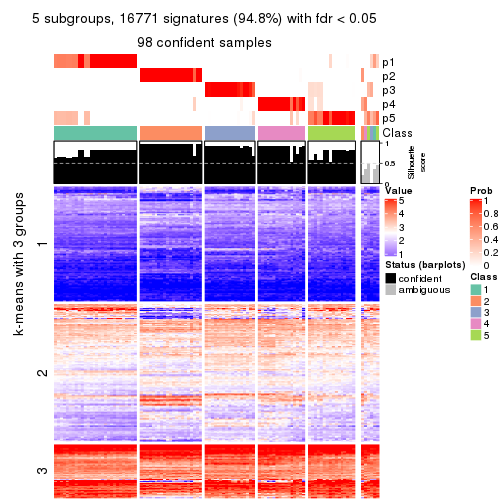 5 subgroups, 16771 signatures (94.8%) with fdr < 0.05
98 confident samples
p1
p2
p3
p4
p5
Class
1
0.5
0
Silhouette
score
k-means with 3 groups
1
2
3
Value
5
4
3
2
1
Status (barplots)
confident
ambiguous
Prob
1
0.8
0.6
0.4
0.2
0
Class
1
2
3
4
5